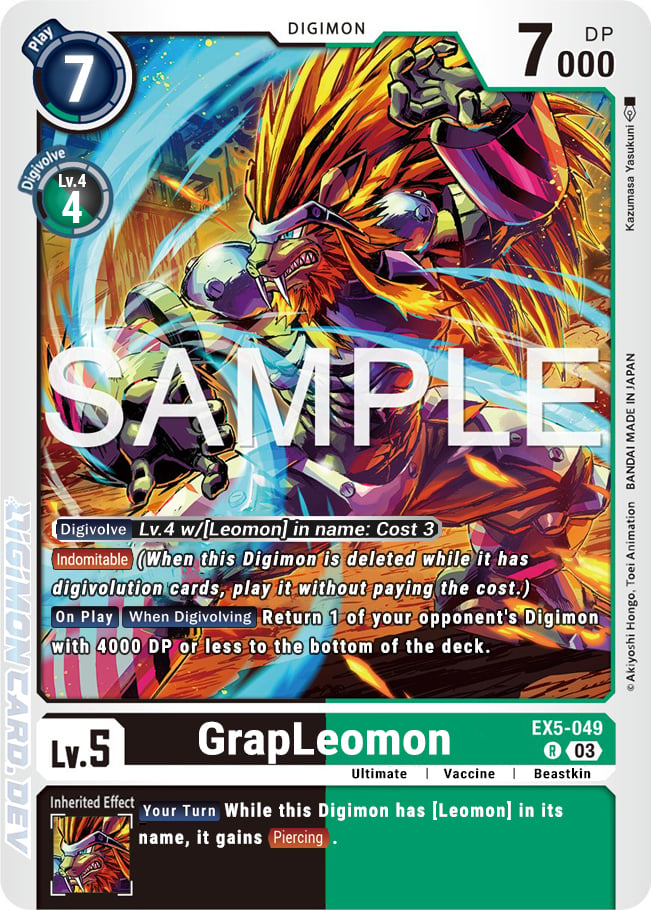 DIGIMON
Play
7
7000
DP
Digivolve
Lv.4
4
Kazumasa Yasukuni
SAMPLE
BANDAI MADE IN JAPAN
© Akiyoshi Hongo, Toei Animation
DIGIMONCARD.DEV
Digivolve Lv.4 w/[Leomon] in name: Cost 3
Indomitable (When this Digimon is deleted while it has
digivolution cards, play it without paying the cost.)
On Play When Digivolving Return 1 of your opponent's Digimon
with 4000 DP or less to the bottom of the deck.
Lv.5
GrapLeomon
EX5-049
R 03
Ultimate | Vaccine | Beastkin
Inherited Effect
Your Turn While this Digimon has [Leomon] in its
name, it gains Piercing .